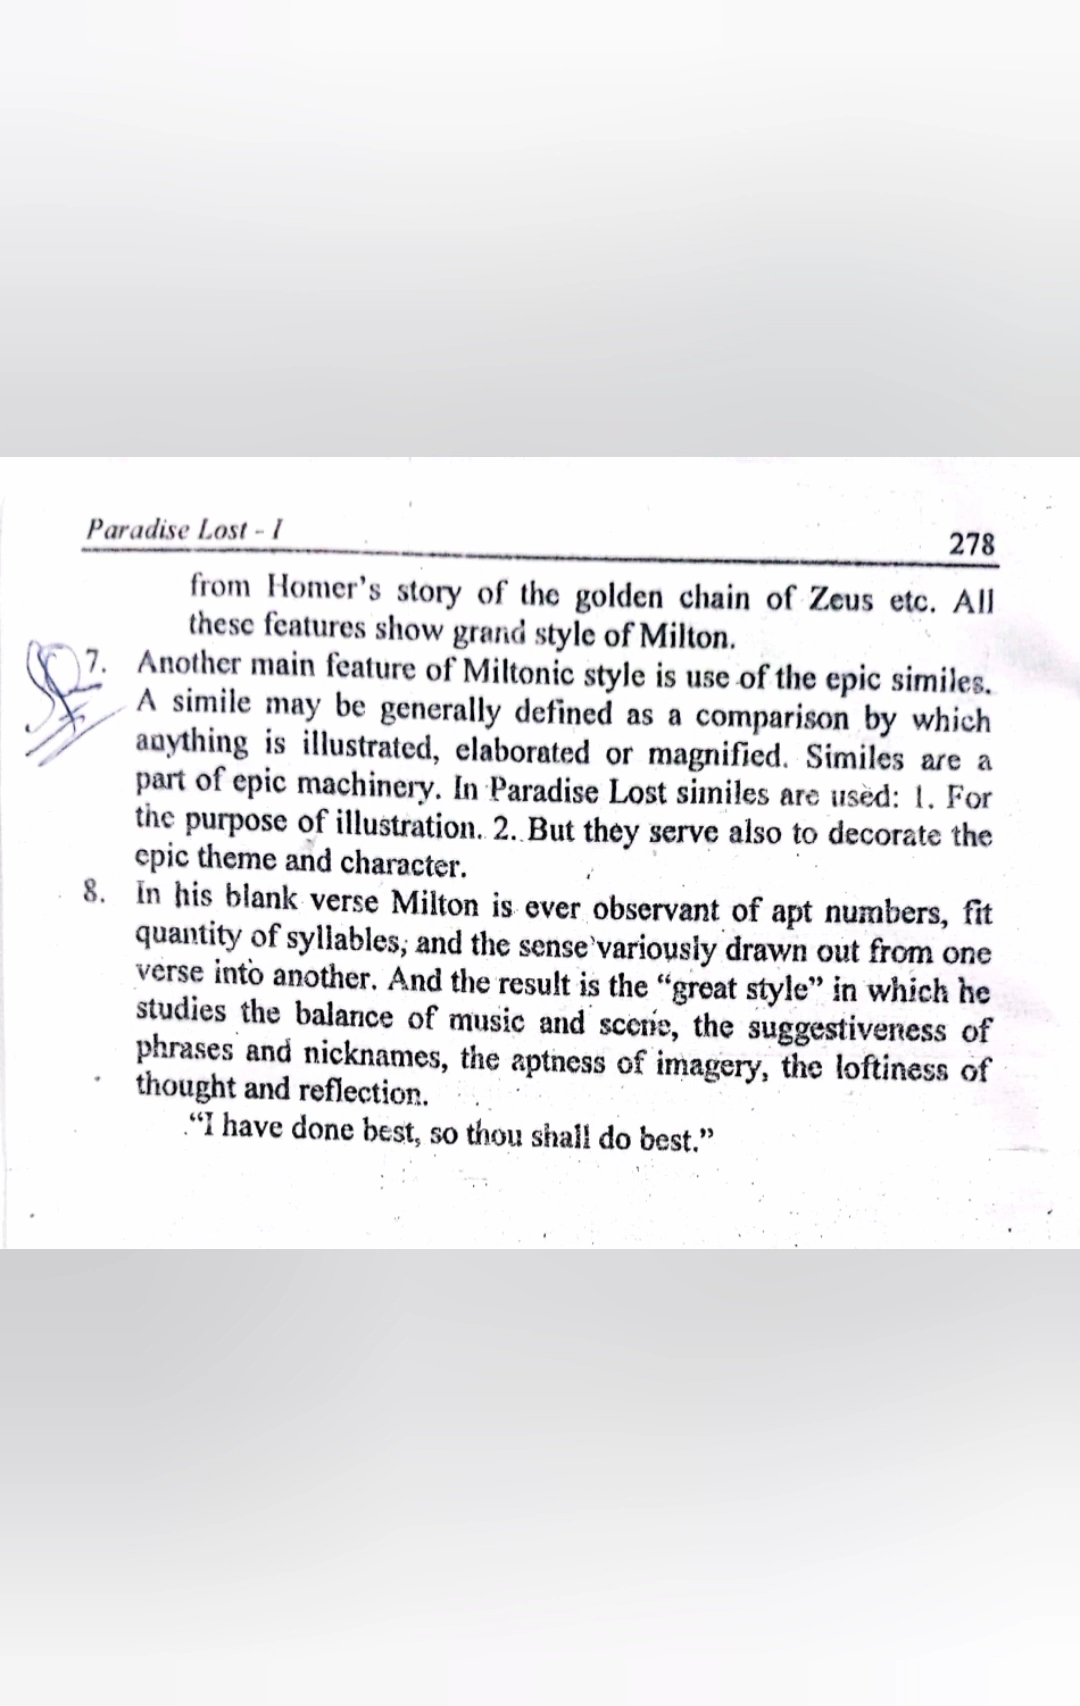 Paradise Lost - I
278
from Homer's story of the golden chain of Zeus etc. All
these features show grand style of Milton.
7. Another main feature of Miltonic style is use of the epic similes.
A simile may be generally defined as a comparison by which
anything is illustrated, elaborated or magnified. Similes are a
part of epic machinery. In Paradise Lost similes are used: 1. For
the purpose of illustration. 2. But they serve also to decorate the
epic theme and character.
8. In his blank verse Milton is ever observant of apt numbers, fit
quantity of syllables; and the sense variously drawn out from one
verse into another. And the result is the “great style” in which he
studies the balance of music and scene, the suggestiveness of
phrases and nicknames, the aptness of imagery, the loftiness of
thought and reflection.
“I have done best, so thou shall do best.”